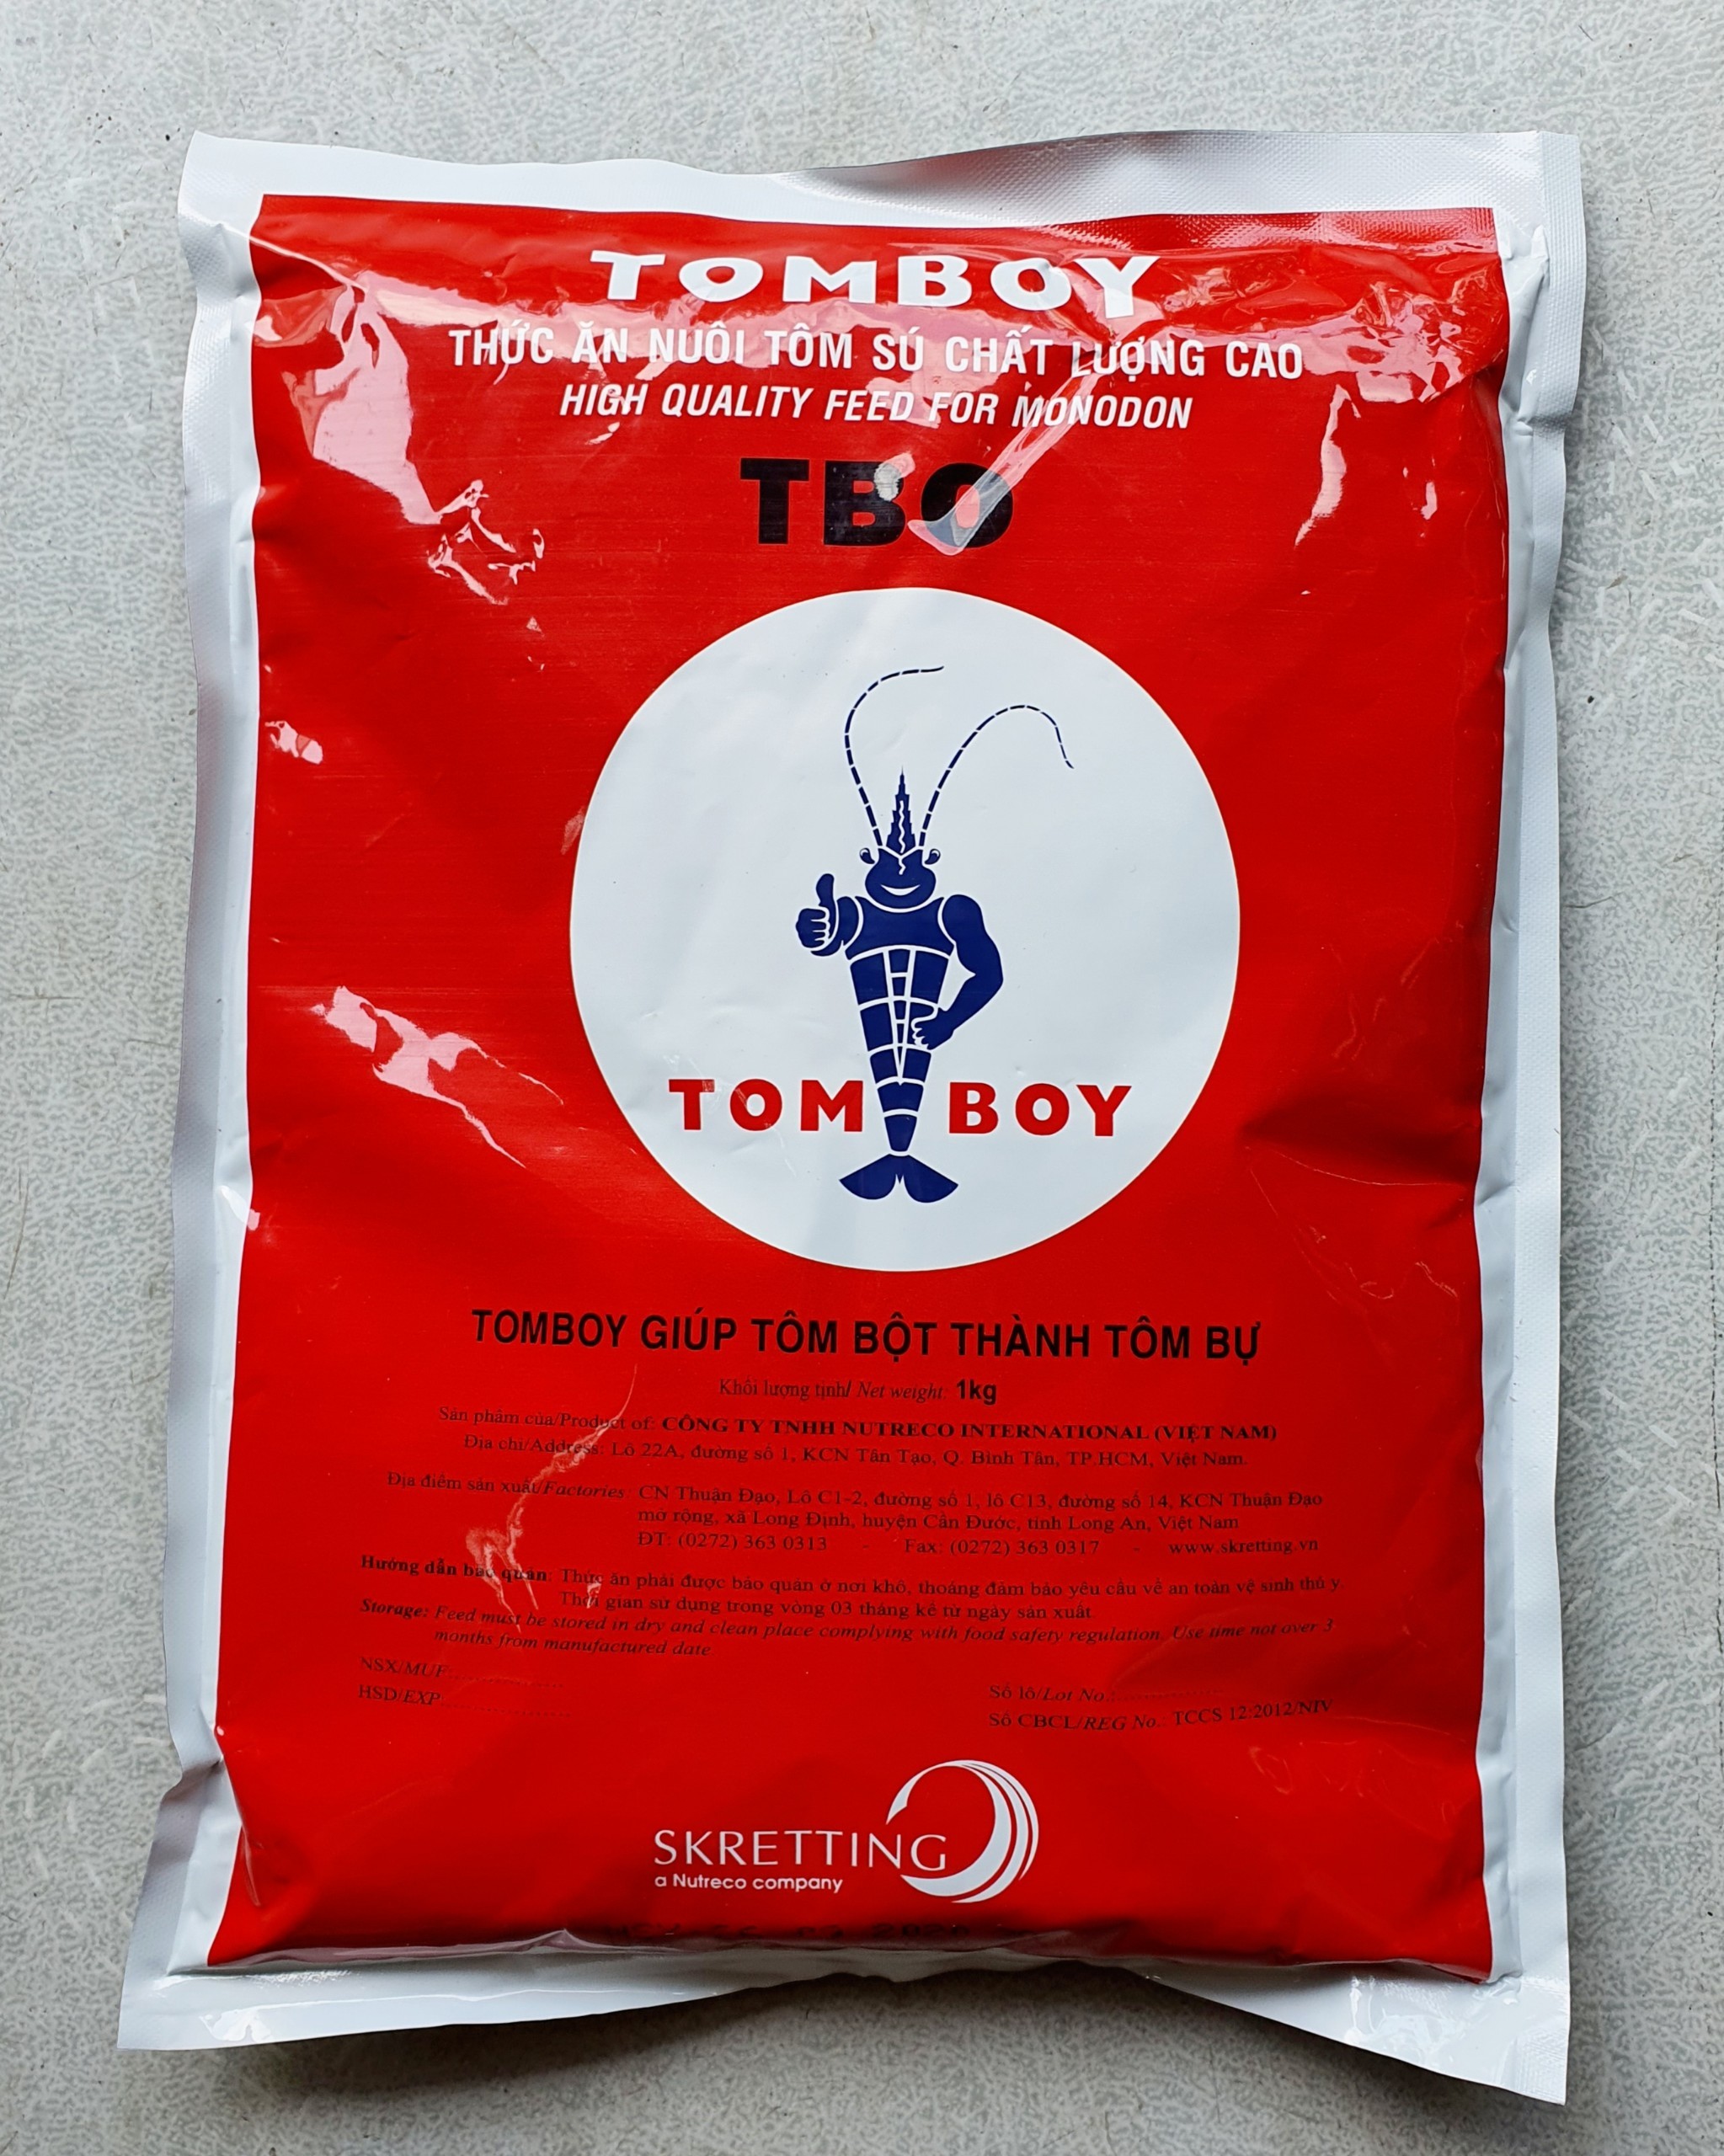 TOMBOY
THỨC ĂN NUÔI TÔM SÚ CHẤT LƯỢNG CAO
HIGH QUALITY FEED FOR MONODON
TBO
TOM BOY
TOMBOY GIÚP TÔM BỘT THÀNH TÔM BỰ
Khối lượng tịnh/ Net weight: 1kg
Sản phẩm của/Product of: CÔNG TY TNHH NUTRECO INTERNATIONAL (VIỆT NAM)
Địa chỉ/Address: Lô 22A, đường số 1, KCN Tân Tạo, Q. Bình Tân, TP.HCM, Việt Nam.
Địa điểm sản xuất/Factories: CN Thuận Đạo, Lô C1-2, đường số 1, lô C13, đường số 14, KCN Thuận Đạo
mở rộng, xã Long Định, huyện Cần Đước, tỉnh Long An, Việt Nam
ĐT: (0272) 363 0313 - Fax: (0272) 363 0317 - www.skretting.vn
Hướng dẫn bảo quản: Thức ăn phải được bảo quản ở nơi khô, thoáng đảm bảo yêu cầu về an toàn vệ sinh thú y.
Thời gian sử dụng trong vòng 03 tháng kể từ ngày sản xuất.
Storage: Feed must be stored in dry and clean place complying with food safety regulation. Use time not over 3
months from manufactured date.
NSX/MUF:....................
HSD/EXP:....................
Số lô/Lot No.:....................
Số CBCL/REG No.: TCCS 12:2012/NIV
SKRETTING
a Nutreco company